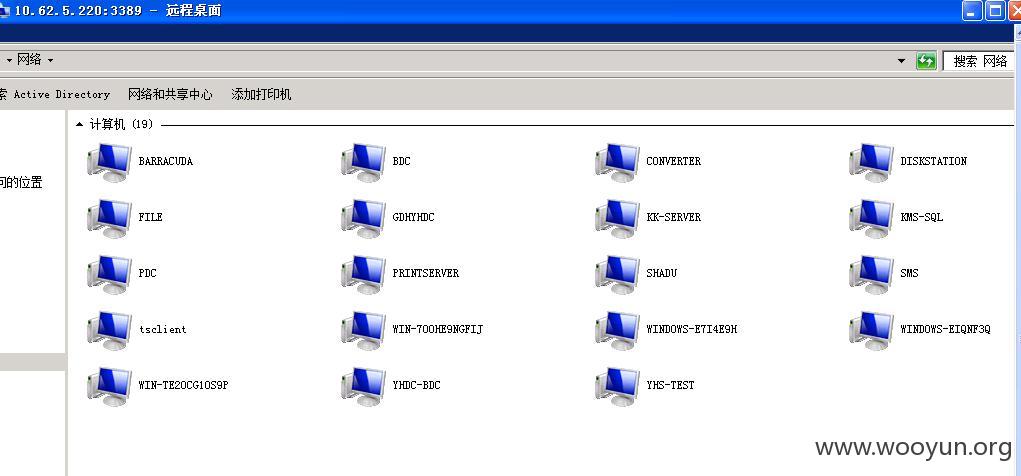 10.62.5.220:3389 - 远程桌面
网络
搜索 网络
索 Active Directory 网络和共享中心 添加打印机
计算机 (19)
问的位置
BARRACUDA BDC CONVERTER DISKSTATION
FILE GDHYHDC KK-SERVER KMS-SQL
PDC PRINTSERVER SHADU SMS
tsclient WIN-7OOHE9NGFIJ WINDOWS-E7I4E9H WINDOWS-EIQNF3Q
WIN-TE2OCG1OS9P YHDC-BDC YHS-TEST
www.wooyun.org